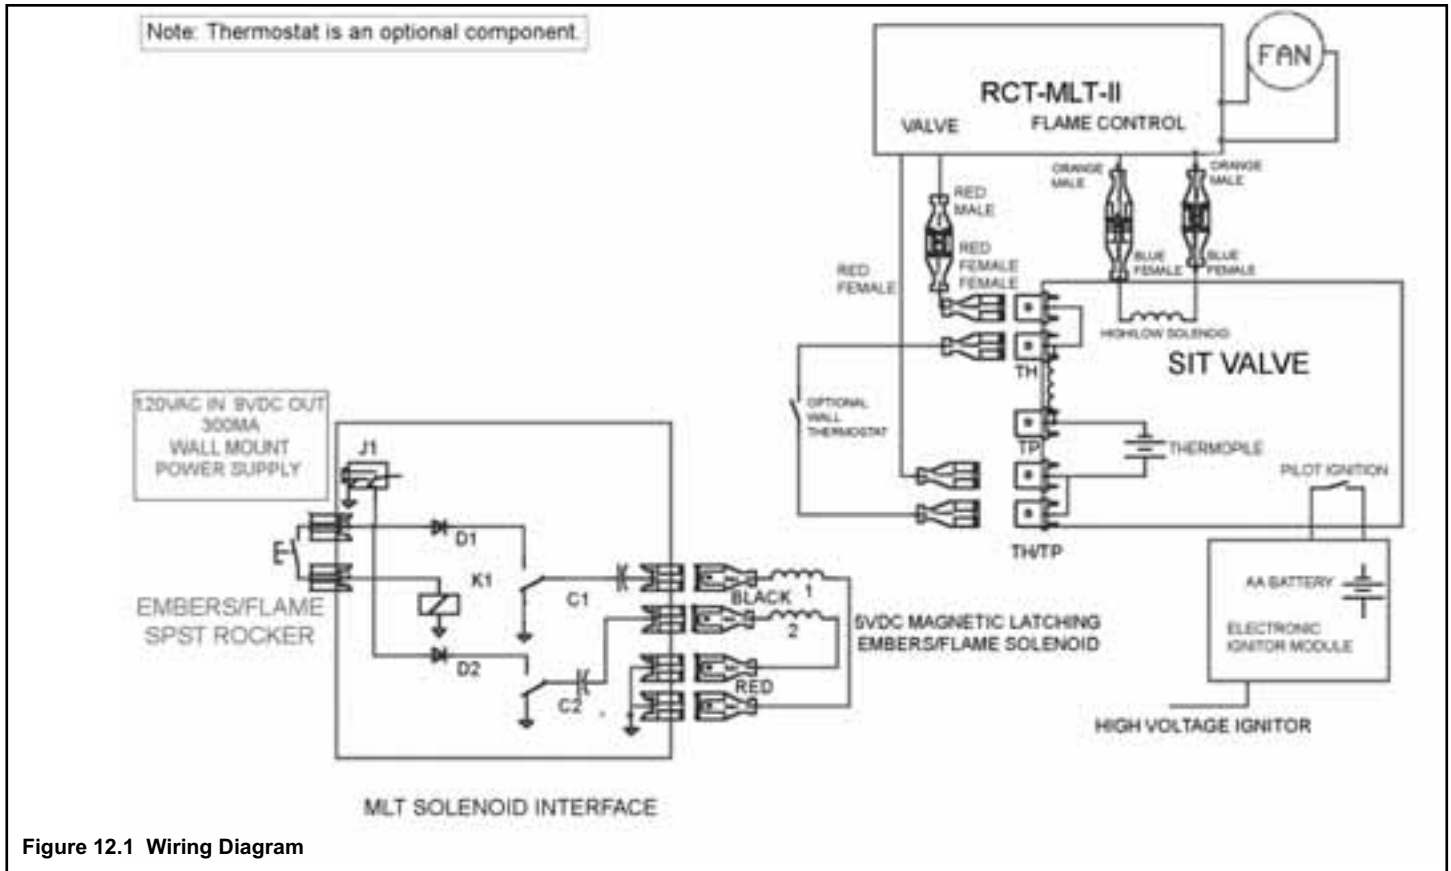 Note: Thermostat is an optional component.
FAN
RCT-MLT-II
VALVE
FLAME CONTROL
ORANGE
MALE
ORANGE
MALE
RED
MALE
RED
FEMALE
FEMALE
RED
FEMALE
BLUE
FEMALE
BLUE
FEMALE
HIGH/LOW SOLENOID
SIT VALVE
TH
OPTIONAL
WALL
THERMOSTAT
TP
THERMOPILE
PILOT IGNITION
TH/TP
120VAC IN 9VDC OUT
300MA
WALL MOUNT
POWER SUPPLY
J1
D1
K1
C1
EMBERS/FLAME
SPST ROCKER
D2
C2
BLACK
1
2
RED
6VDC MAGNETIC LATCHING
EMBERS/FLAME SOLENOID
AA BATTERY
ELECTRONIC
IGNITOR MODULE
HIGH VOLTAGE IGNITOR
MLT SOLENOID INTERFACE
Figure 12.1 Wiring Diagram